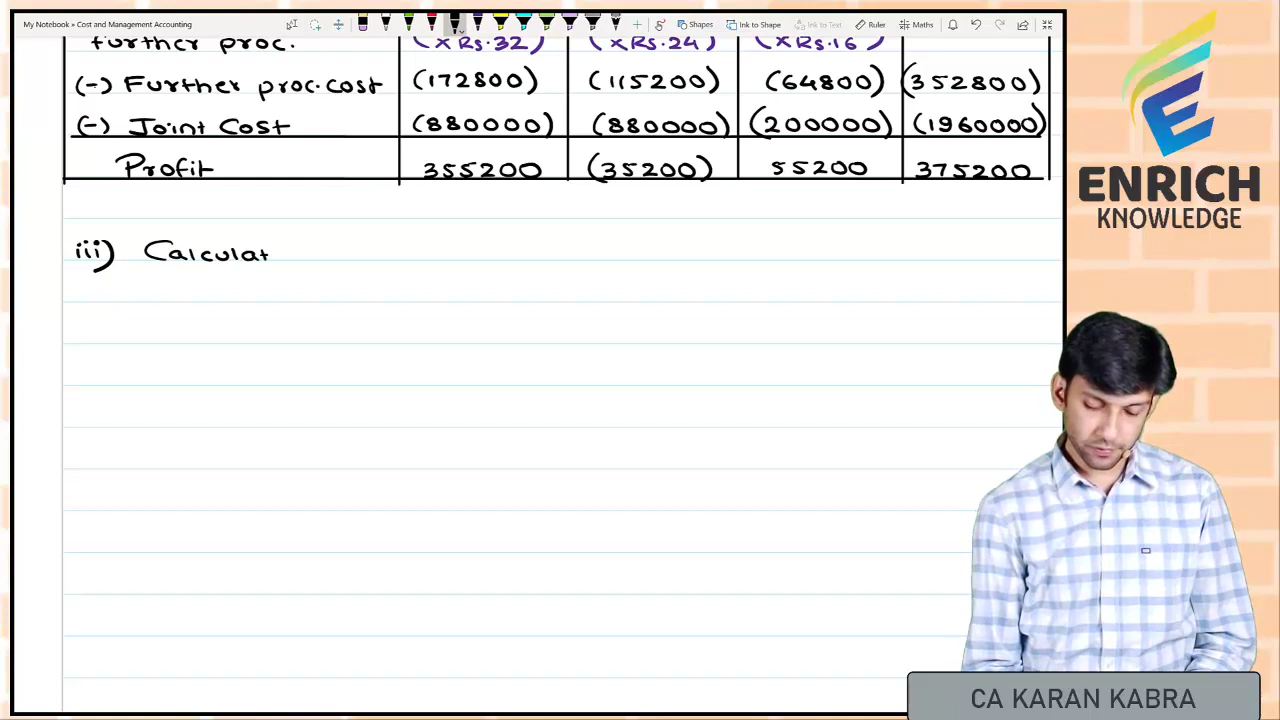 My Notebook » Cost and Management Accounting
Shapes Ink to Shape Ink to Text Ruler Maths
further proc. (×Rs.32) (×Rs.24) (×Rs.16)
(-) Further proc.cost (172800) (115200) (64800) (352800)
(-) Joint Cost (880000) (880000) (200000) (1960000)
Profit 355200 (35200) 55200 375200
iii) Calculat
ENRICH
KNOWLEDGE
CA KARAN KABRA